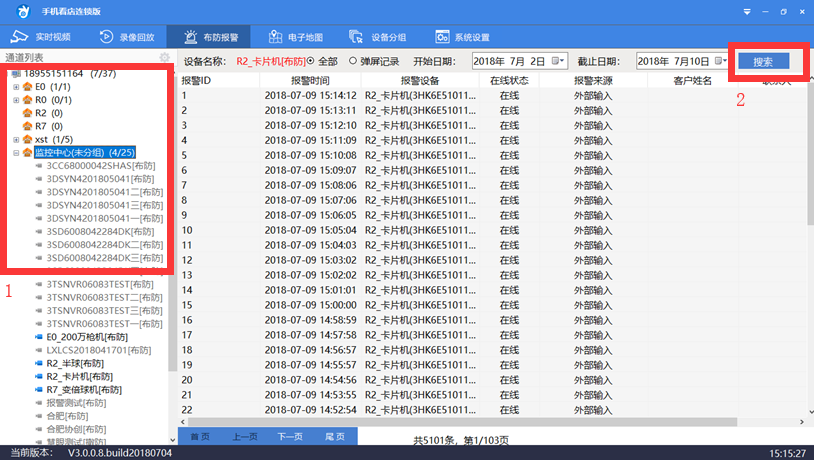 手机看店连锁版
实时视频 录像回放 布防报警 电子地图 设备分组 系统设置
通道列表
18955151164 (7/37)
E0 (1/1)
R0 (0/1)
R2 (0)
R7 (0)
xst (1/5)
监控中心(未分组) (4/25)
3CC68000042SHAS[布防]
3DSYN4201805041[布防]
3DSYN4201805041二[布防]
3DSYN4201805041三[布防]
3DSYN4201805041一[布防]
3SD6008042284DK[布防]
3SD6008042284DK二[布防]
3SD6008042284DK三[布防]
1
3TSNVR06083TEST[布防]
3TSNVR06083TEST二[布防]
3TSNVR06083TEST三[布防]
3TSNVR06083TEST一[布防]
E0_200万枪机[布防]
LXLCS2018041701[布防]
R2_半球[布防]
R2_卡片机[布防]
R7_变倍球机[布防]
报警测试[布防]
合肥[布防]
合肥协创[布防]
慧眼测试[撤防]
设备名称: R2_卡片机[布防] 全部 弹屏记录 开始日期: 2018年 7月 2日 截止日期: 2018年 7月10日 搜索
2
报警ID 报警时间 报警设备 在线状态 报警来源 客户姓名 联系人
1 2018-07-09 15:14:12 R2_卡片机(3HK6E51011... 在线 外部输入
2 2018-07-09 15:13:11 R2_卡片机(3HK6E51011... 在线 外部输入
3 2018-07-09 15:12:10 R2_卡片机(3HK6E51011... 在线 外部输入
4 2018-07-09 15:11:09 R2_卡片机(3HK6E51011... 在线 外部输入
5 2018-07-09 15:10:08 R2_卡片机(3HK6E51011... 在线 外部输入
6 2018-07-09 15:09:07 R2_卡片机(3HK6E51011... 在线 外部输入
7 2018-07-09 15:08:06 R2_卡片机(3HK6E51011... 在线 外部输入
8 2018-07-09 15:07:06 R2_卡片机(3HK6E51011... 在线 外部输入
9 2018-07-09 15:06:05 R2_卡片机(3HK6E51011... 在线 外部输入
10 2018-07-09 15:05:04 R2_卡片机(3HK6E51011... 在线 外部输入
11 2018-07-09 15:04:03 R2_卡片机(3HK6E51011... 在线 外部输入
12 2018-07-09 15:03:02 R2_卡片机(3HK6E51011... 在线 外部输入
13 2018-07-09 15:02:02 R2_卡片机(3HK6E51011... 在线 外部输入
14 2018-07-09 15:01:01 R2_卡片机(3HK6E51011... 在线 外部输入
15 2018-07-09 15:00:00 R2_卡片机(3HK6E51011... 在线 外部输入
16 2018-07-09 14:58:59 R2_卡片机(3HK6E51011... 在线 外部输入
17 2018-07-09 14:57:58 R2_卡片机(3HK6E51011... 在线 外部输入
18 2018-07-09 14:56:57 R2_卡片机(3HK6E51011... 在线 外部输入
19 2018-07-09 14:55:57 R2_卡片机(3HK6E51011... 在线 外部输入
20 2018-07-09 14:54:56 R2_卡片机(3HK6E51011... 在线 外部输入
21 2018-07-09 14:53:55 R2_卡片机(3HK6E51011... 在线 外部输入
22 2018-07-09 14:52:54 R2_卡片机(3HK6E51011... 在线 外部输入
首 页 上一页 下一页 尾 页 共5101条, 第1/103页
当前版本: V3.0.0.8.build20180704 15:15:27